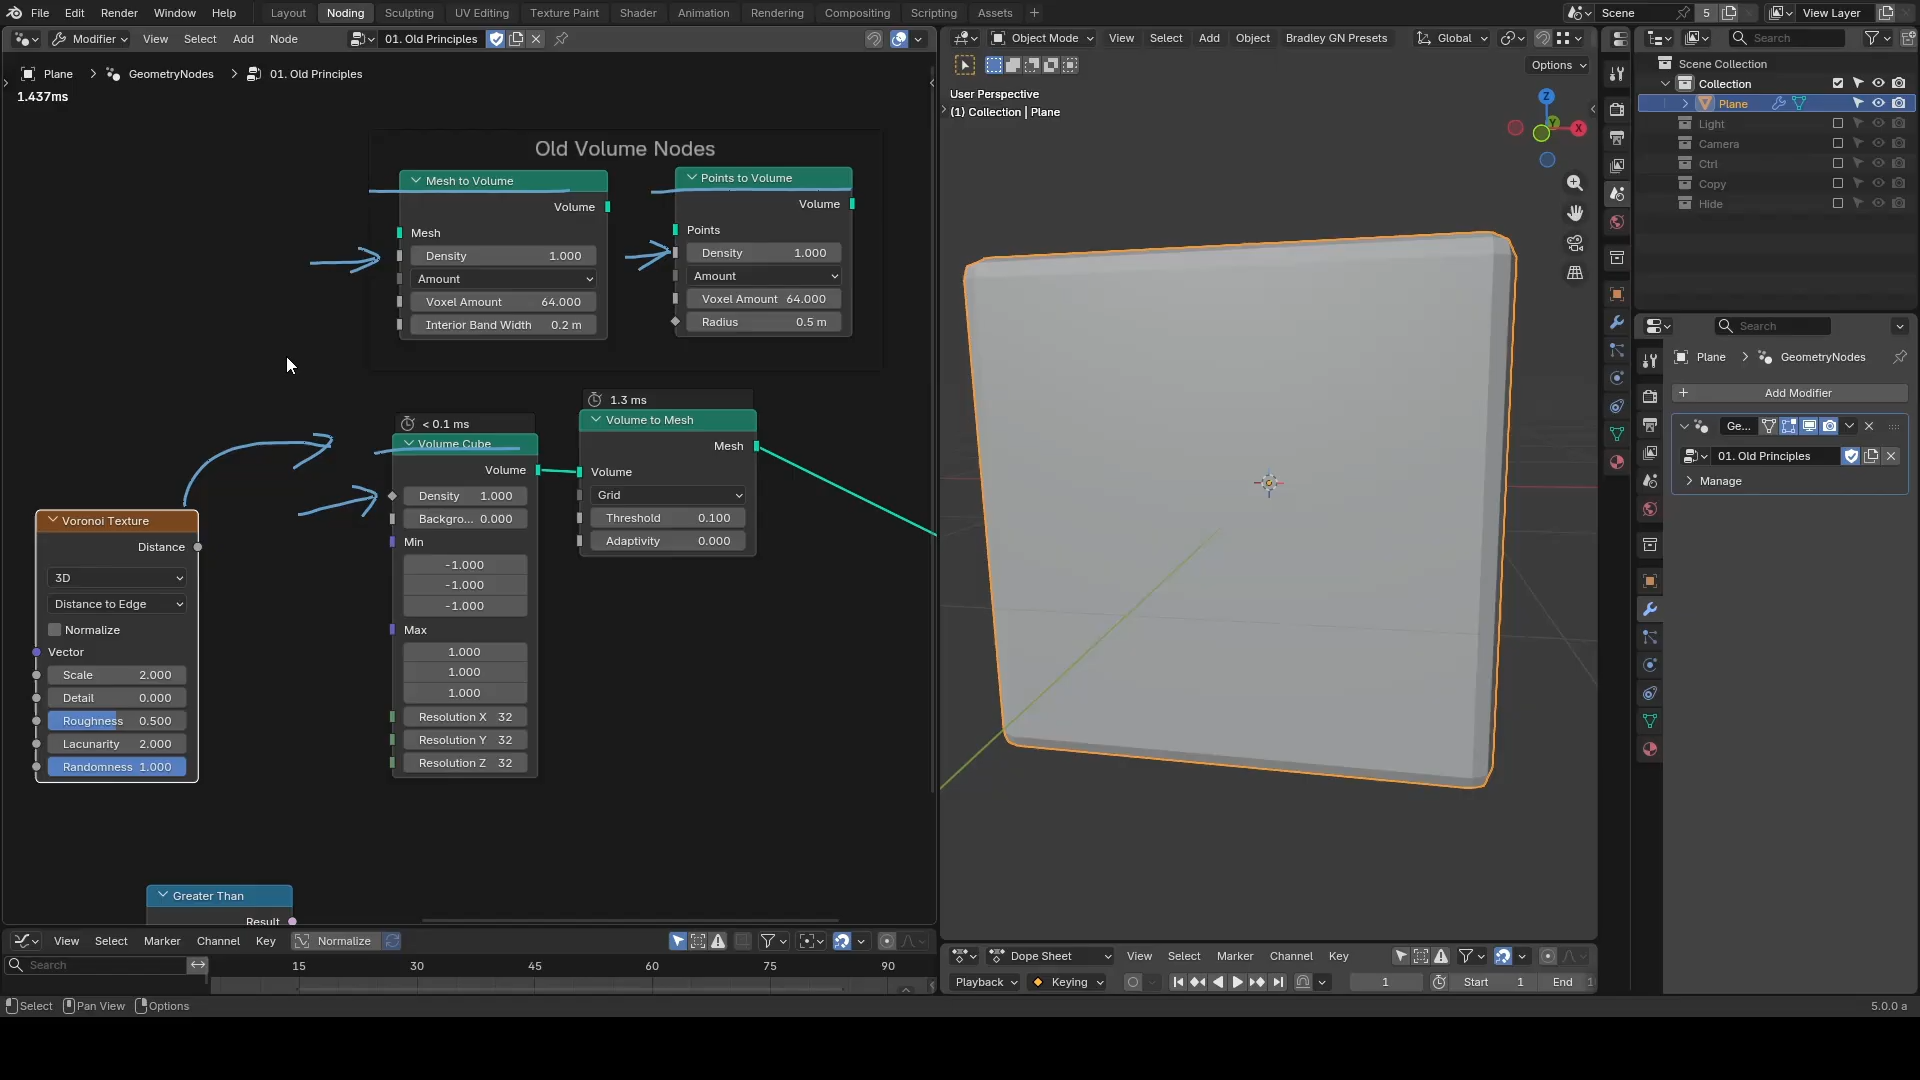 File Edit Render Window Help Layout Noding Sculpting UV Editing Texture Paint Shader Animation Rendering Compositing Scripting Assets + Scene 5 View Layer
Modifier View Select Add Node 01. Old Principles
Object Mode View Select Add Object Bradley GN Presets Global
Search
Options
Plane > GeometryNodes > 01. Old Principles
1.437ms
User Perspective
(1) Collection | Plane
Z
Y
X
Scene Collection
Collection
Plane
Light
Camera
Ctrl
Copy
Hide
Old Volume Nodes
Mesh to Volume
Volume
Mesh
Density 1.000
Amount
Voxel Amount 64.000
Interior Band Width 0.2 m
Points to Volume
Volume
Points
Density 1.000
Amount
Voxel Amount 64.000
Radius 0.5 m
< 0.1 ms
Volume Cube
Volume
Density 1.000
Backgro... 0.000
Min
-1.000
-1.000
-1.000
Max
1.000
1.000
1.000
Resolution X 32
Resolution Y 32
Resolution Z 32
1.3 ms
Volume to Mesh
Mesh
Volume
Grid
Threshold 0.100
Adaptivity 0.000
Voronoi Texture
Distance
3D
Distance to Edge
Normalize
Vector
Scale 2.000
Detail 0.000
Roughness 0.500
Lacunarity 2.000
Randomness 1.000
Greater Than
Result
Search
Plane > GeometryNodes
+ Add Modifier
Ge...
01. Old Principles
Manage
View Select Marker Channel Key Normalize
Search
15 30 45 60 75 90
Dope Sheet View Select Marker Channel Key
Playback Keying 1 Start 1 End 1
Select Pan View Options
5.0.0 a